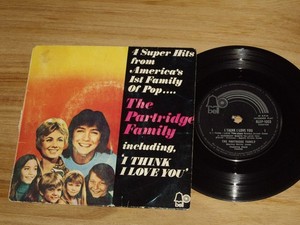 4 Super Hits
from
America's
1st Family
Of Pop....
The
Partridge
Family
including,
'I THINK
I LOVE YOU'
bell
bell
I THINK I LOVE YOU
THE PARTRIDGE FAMILY